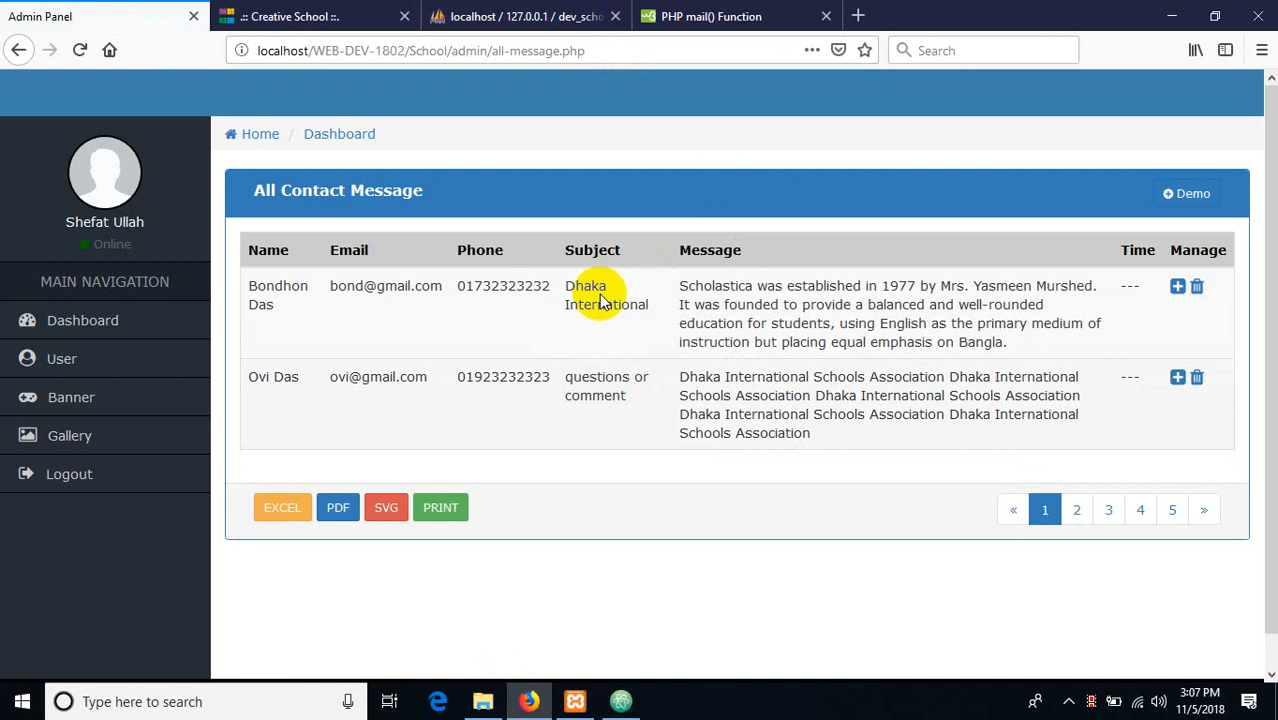 Admin Panel
.:: Creative School ::.
localhost / 127.0.0.1 / dev_scho
PHP mail() Function
localhost/WEB-DEV-1802/School/admin/all-message.php
Search
Shefat Ullah
Online
MAIN NAVIGATION
Dashboard
User
Banner
Gallery
Logout
Home / Dashboard
All Contact Message
Demo
Name Email Phone Subject Message Time Manage
Bondhon Das
bond@gmail.com
01732323232
Dhaka
International
Scholastica was established in 1977 by Mrs. Yasmeen Murshed.
It was founded to provide a balanced and well-rounded
education for students, using English as the primary medium of
instruction but placing equal emphasis on Bangla.
---
Ovi Das
ovi@gmail.com
01923232323
questions or
comment
Dhaka International Schools Association Dhaka International
Schools Association Dhaka International Schools Association
Dhaka International Schools Association Dhaka International
Schools Association
---
EXCEL PDF SVG PRINT
« 1 2 3 4 5 »
Type here to search
3:07 PM
11/5/2018